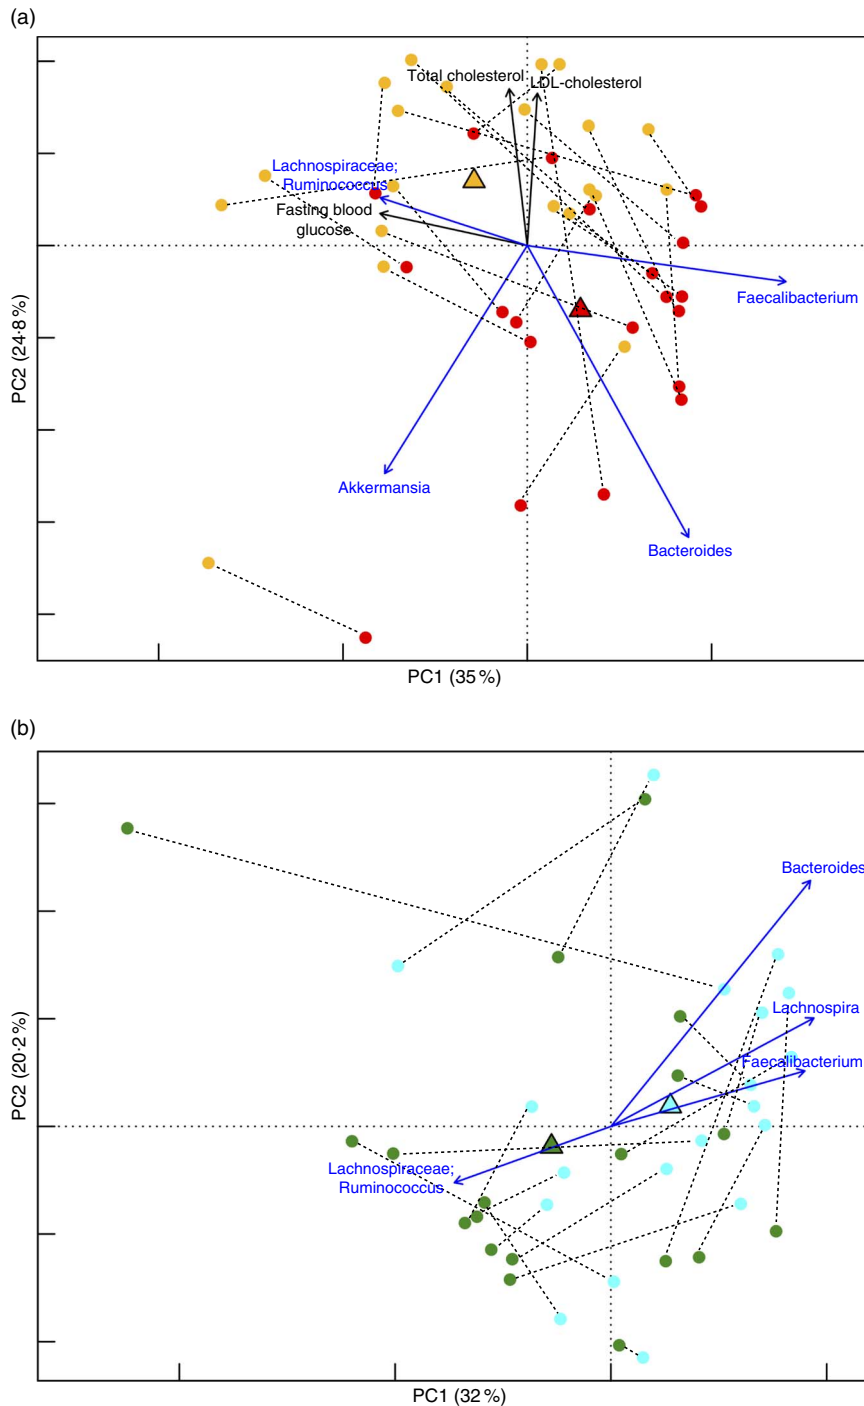 (a)
Total cholesterol
LDL-cholesterol
Lachnospiraceae;
Ruminococcus
Fasting blood
glucose
Faecalibacterium
PC2 (24·8 %)
Akkermansia
Bacteroides
PC1 (35 %)
(b)
Bacteroides
Lachnospira
Faecalibacterium
PC2 (20·2 %)
Lachnospiraceae;
Ruminococcus
PC1 (32 %)